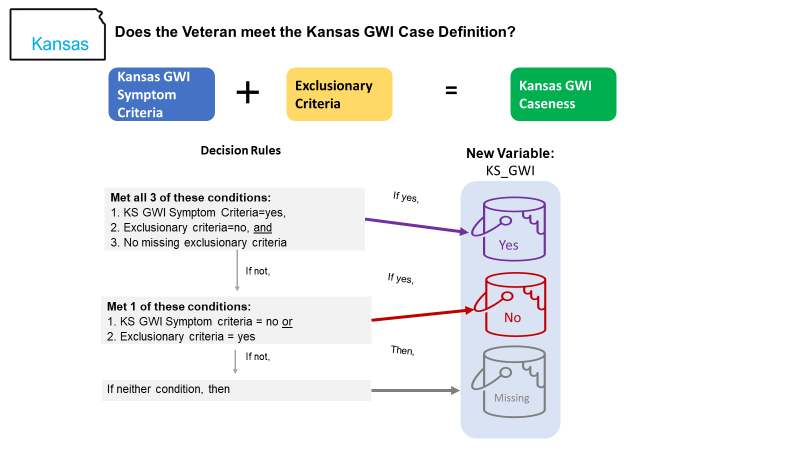 Kansas
Does the Veteran meet the Kansas GWI Case Definition?
Kansas GWI
Symptom
Criteria
+
Exclusionary
Criteria
=
Kansas GWI
Caseness
Decision Rules
New Variable:
KS_GWI
Met all 3 of these conditions:
1. KS GWI Symptom Criteria=yes,
2. Exclusionary criteria=no, and
3. No missing exclusionary criteria
If yes,
Yes
If not,
Met 1 of these conditions:
1. KS GWI Symptom criteria = no or
2. Exclusionary criteria = yes
If yes,
No
If not,
If neither condition, then
Then,
Missing